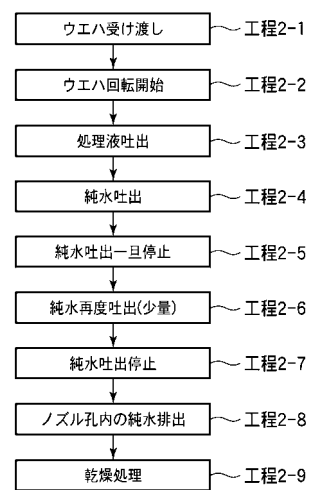 ウエハ受け渡し 工程2-1
ウエハ回転開始 工程2-2
処理液吐出 工程2-3
純水吐出 工程2-4
純水吐出一旦停止 工程2-5
純水再度吐出(少量) 工程2-6
純水吐出停止 工程2-7
ノズル孔内の純水排出 工程2-8
乾燥処理 工程2-9